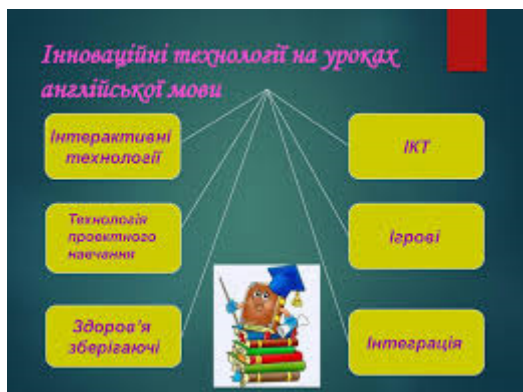 Інноваційні технології на уроках
англійської мови
Інтерактивні
технології
ІКТ
Технологія
проектного
навчання
Ігрові
Здоров'я
зберігаючі
Інтеграція